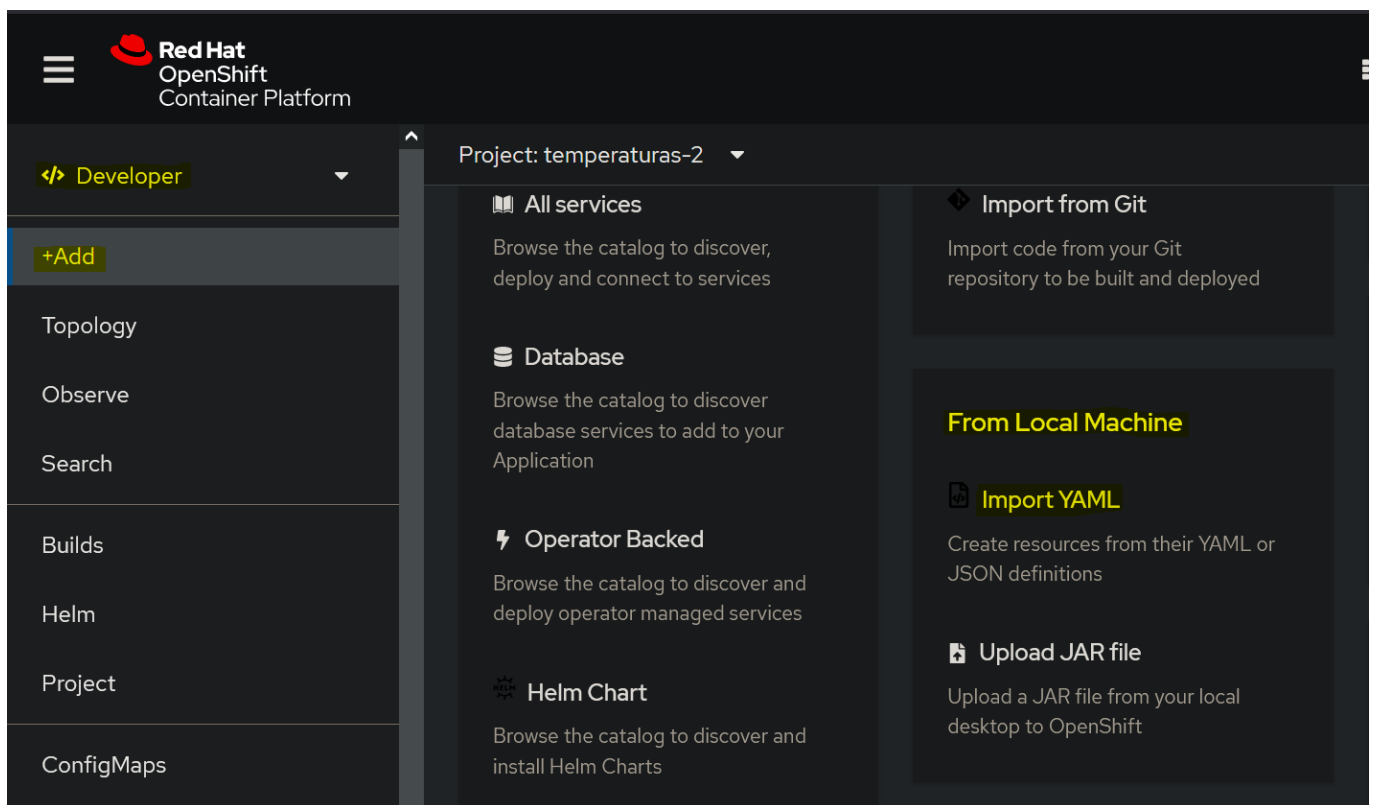 Red Hat
OpenShift
Container Platform
</> Developer
+Add
Topology
Observe
Search
Builds
Helm
Project
ConfigMaps
Project: temperaturas-2
All services
Browse the catalog to discover,
deploy and connect to services
Database
Browse the catalog to discover
database services to add to your
Application
Operator Backed
Browse the catalog to discover and
deploy operator managed services
HELM
Helm Chart
Browse the catalog to discover and
install Helm Charts
Import from Git
Import code from your Git
repository to be built and deployed
From Local Machine
Import YAML
Create resources from their YAML or
JSON definitions
Upload JAR file
Upload a JAR file from your local
desktop to OpenShift